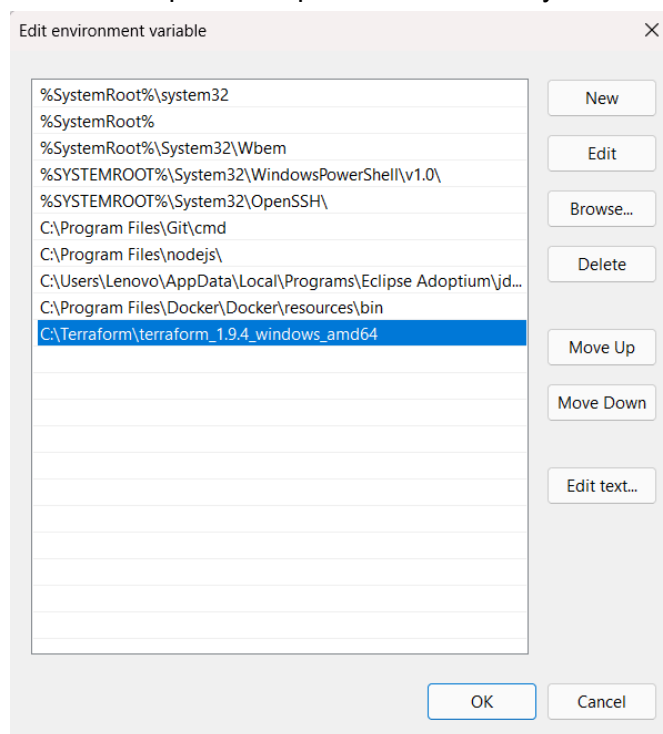 Edit environment variable
%SystemRoot%\system32
%SystemRoot%
%SystemRoot%\System32\Wbem
%SYSTEMROOT%\System32\WindowsPowerShell\v1.0\
%SYSTEMROOT%\System32\OpenSSH\
C:\Program Files\Git\cmd
C:\Program Files\nodejs\
C:\Users\Lenovo\AppData\Local\Programs\Eclipse Adoptium\jd...
C:\Program Files\Docker\Docker\resources\bin
C:\Terraform\terraform_1.9.4_windows_amd64
New
Edit
Browse...
Delete
Move Up
Move Down
Edit text...
OK
Cancel